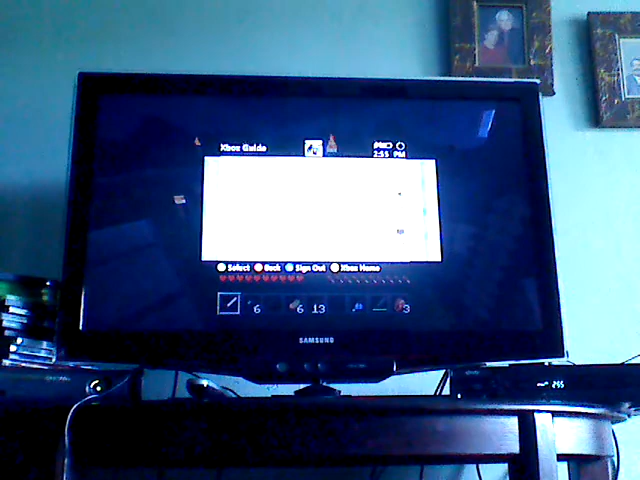 Xbox Guide
2:55 PM
Select Back Sign Out Xbox Home
6 6 13 3
SAMSUNG
2:55